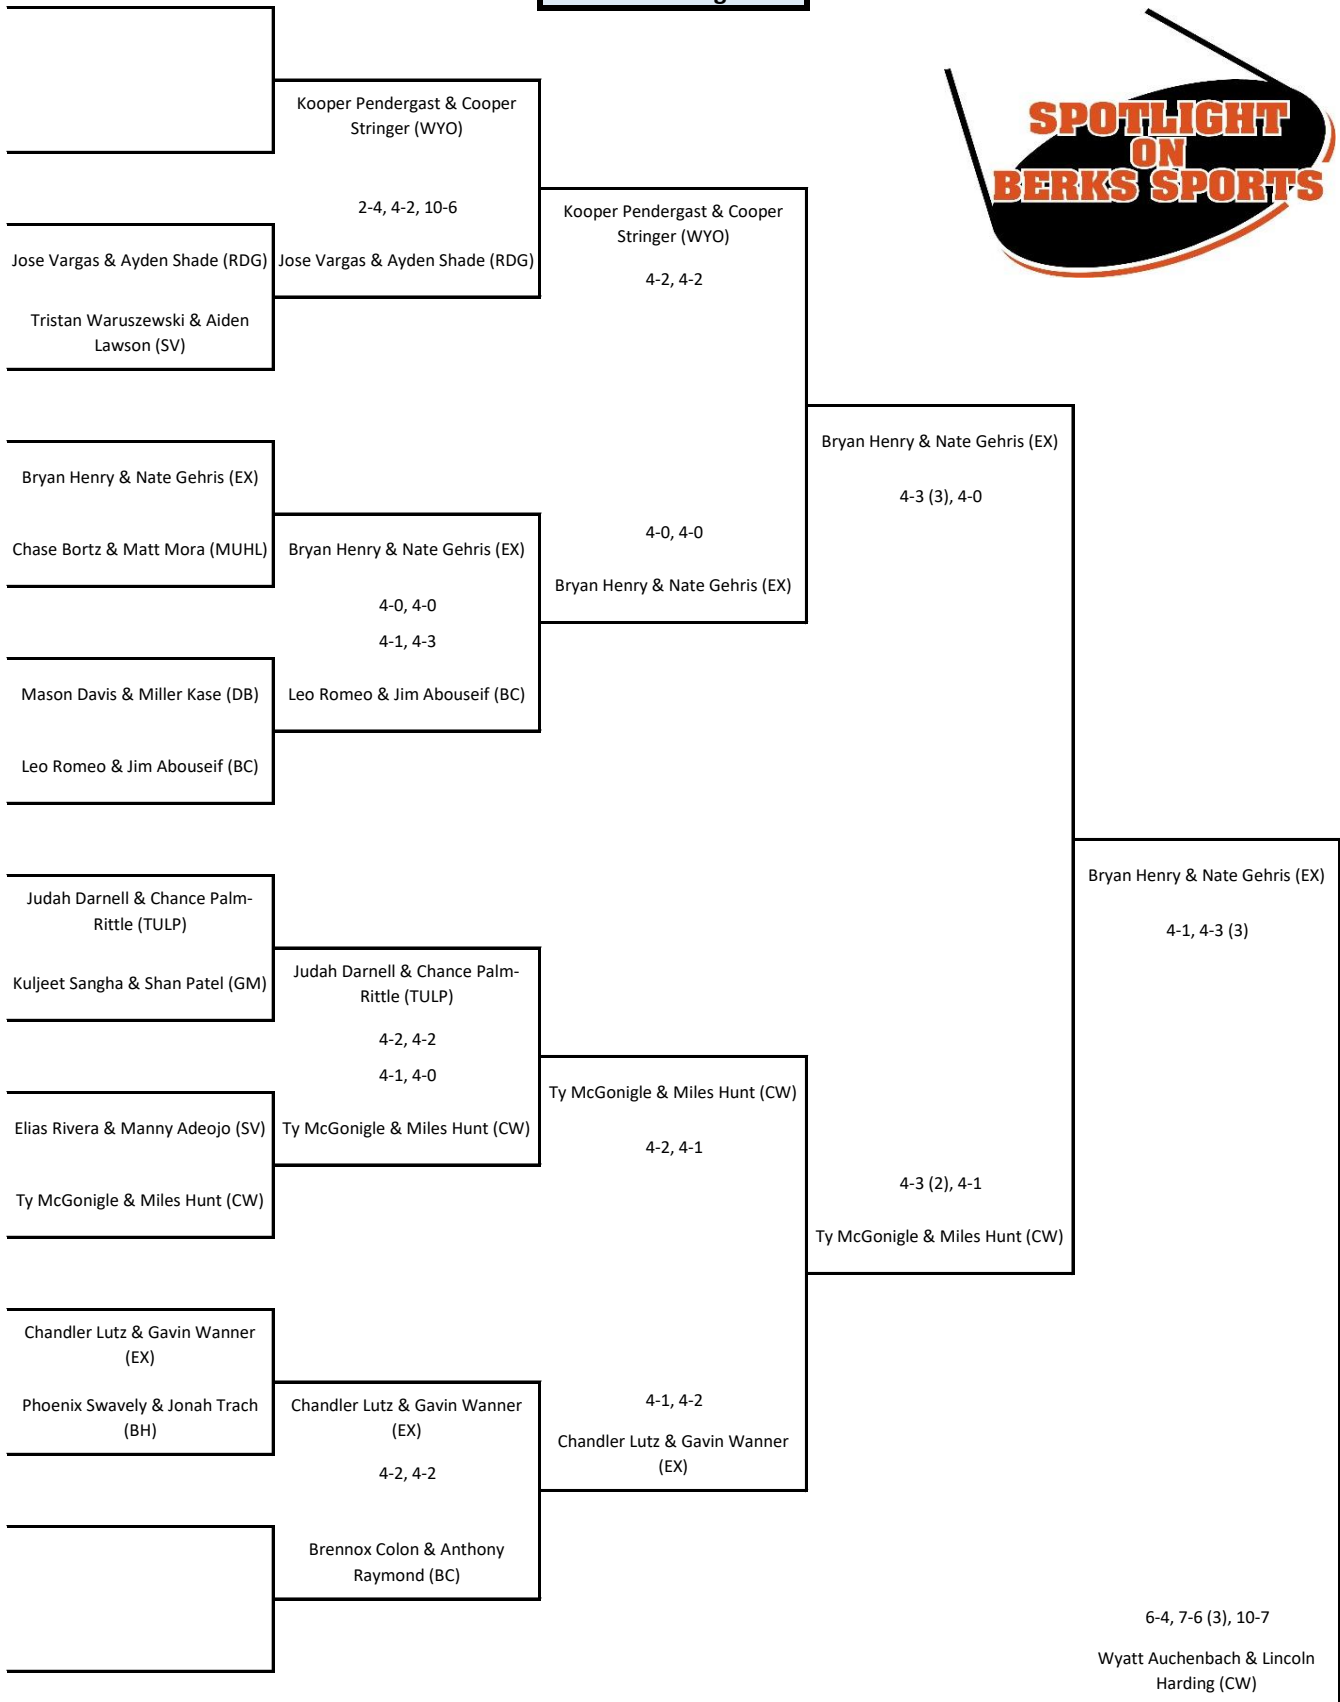 Kooper Pendergast & Cooper
Stringer (WYO)
2-4, 4-2, 10-6
Jose Vargas & Ayden Shade (RDG)
Jose Vargas & Ayden Shade (RDG)
Tristan Waruszewski & Aiden
Lawson (SV)
Kooper Pendergast & Cooper
Stringer (WYO)
4-2, 4-2
SPOTLIGHT
ON
BERKS SPORTS
Bryan Henry & Nate Gehris (EX)
Chase Bortz & Matt Mora (MUHL)
Bryan Henry & Nate Gehris (EX)
4-0, 4-0
4-1, 4-3
Leo Romeo & Jim Abouseif (BC)
Mason Davis & Miller Kase (DB)
Leo Romeo & Jim Abouseif (BC)
4-0, 4-0
Bryan Henry & Nate Gehris (EX)
Bryan Henry & Nate Gehris (EX)
4-3 (3), 4-0
Judah Darnell & Chance Palm-
Rittle (TULP)
Kuljeet Sangha & Shan Patel (GM)
Judah Darnell & Chance Palm-
Rittle (TULP)
4-2, 4-2
4-1, 4-0
Ty McGonigle & Miles Hunt (CW)
Elias Rivera & Manny Adeojo (SV)
Ty McGonigle & Miles Hunt (CW)
Ty McGonigle & Miles Hunt (CW)
4-2, 4-1
4-3 (2), 4-1
Ty McGonigle & Miles Hunt (CW)
Bryan Henry & Nate Gehris (EX)
4-1, 4-3 (3)
Chandler Lutz & Gavin Wanner
(EX)
Phoenix Swavely & Jonah Trach
(BH)
Chandler Lutz & Gavin Wanner
(EX)
4-2, 4-2
Brennox Colon & Anthony
Raymond (BC)
4-1, 4-2
Chandler Lutz & Gavin Wanner
(EX)
6-4, 7-6 (3), 10-7
Wyatt Auchenbach & Lincoln
Harding (CW)